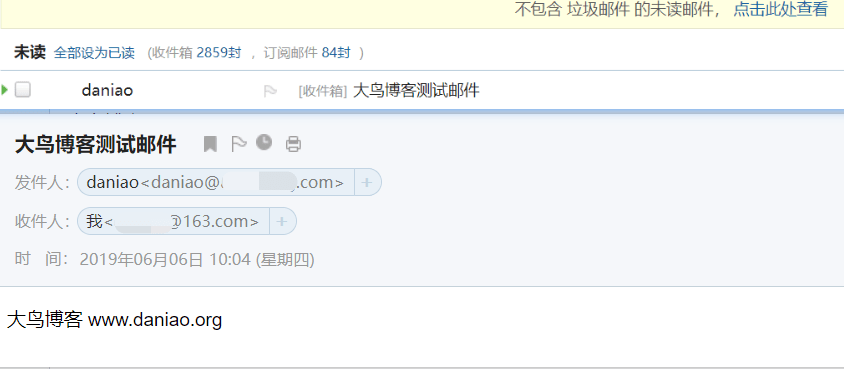 不包含 垃圾邮件 的未读邮件， 点击此处查看
未读 全部设为已读 (收件箱 2859封 ，订阅邮件 84封 )
daniao [收件箱] 大鸟博客测试邮件
大鸟博客测试邮件
发件人： daniao<daniao@ .com> +
收件人： 我< @163.com> +
时 间： 2019年06月06日 10:04 (星期四)
大鸟博客 www.daniao.org